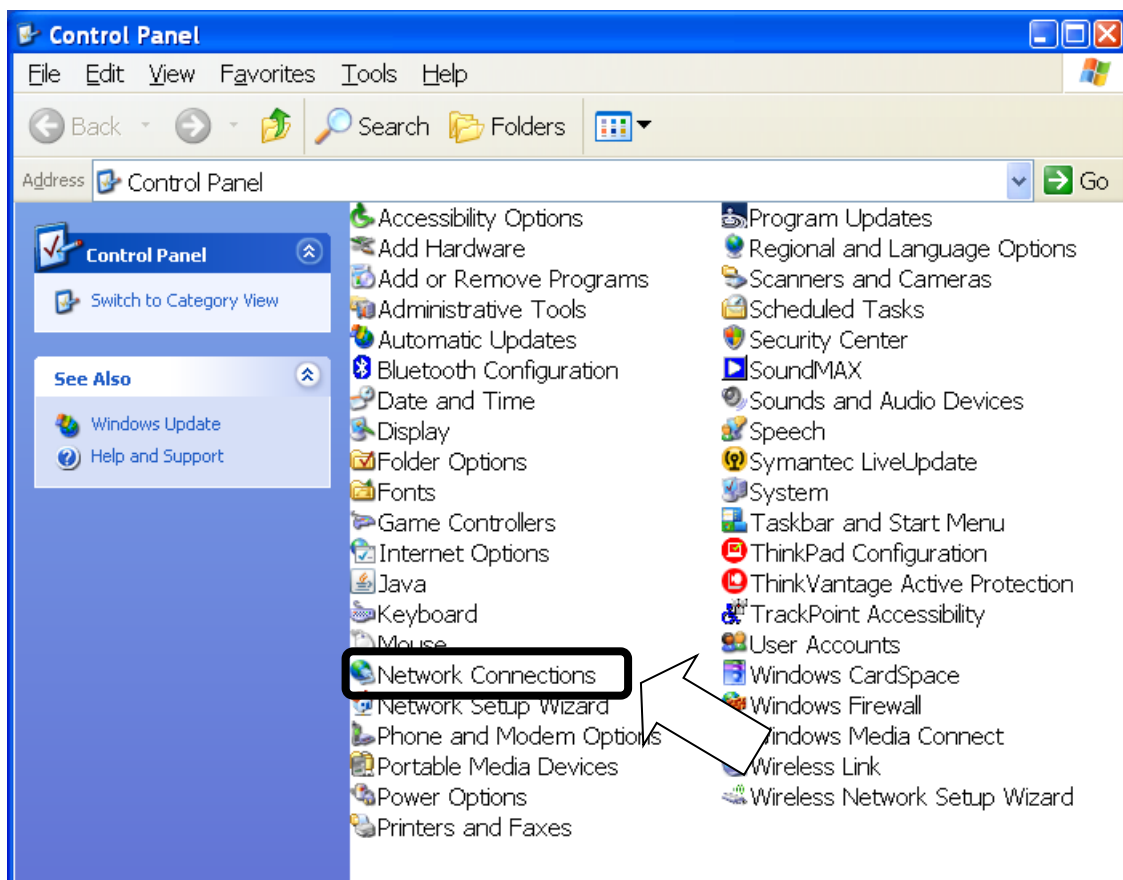 Control Panel
File Edit View Favorites Tools Help
Back Search Folders
Address Control Panel Go
Control Panel
Switch to Category View
See Also
Windows Update
Help and Support
Accessibility Options
Add Hardware
Add or Remove Programs
Administrative Tools
Automatic Updates
Bluetooth Configuration
Date and Time
Display
Folder Options
Fonts
Game Controllers
Internet Options
Java
Keyboard
Mouse
Network Connections
Network Setup Wizard
Phone and Modem Options
Portable Media Devices
Power Options
Printers and Faxes
Program Updates
Regional and Language Options
Scanners and Cameras
Scheduled Tasks
Security Center
SoundMAX
Sounds and Audio Devices
Speech
Symantec LiveUpdate
System
Taskbar and Start Menu
ThinkPad Configuration
ThinkVantage Active Protection
TrackPoint Accessibility
User Accounts
Windows CardSpace
Windows Firewall
Windows Media Connect
Wireless Link
Wireless Network Setup Wizard